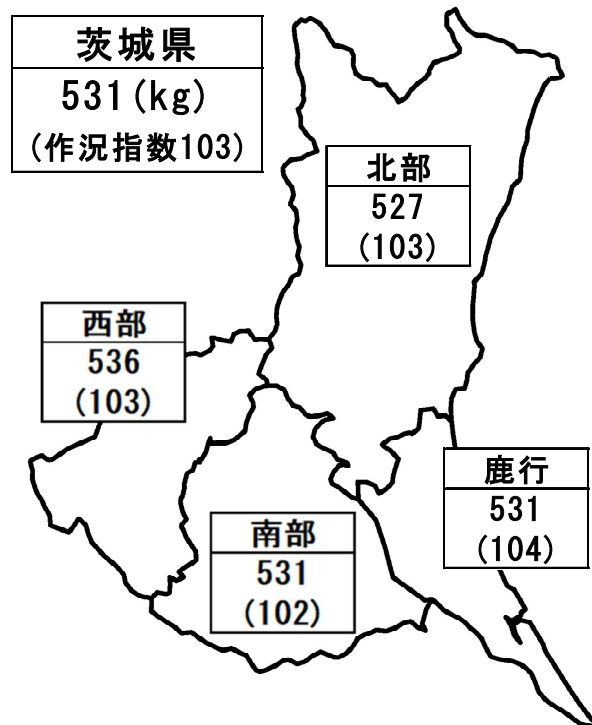 茨城県
531(kg)
(作況指数103)
北部
527
(103)
西部
536
(103)
鹿行
531
(104)
南部
531
(102)